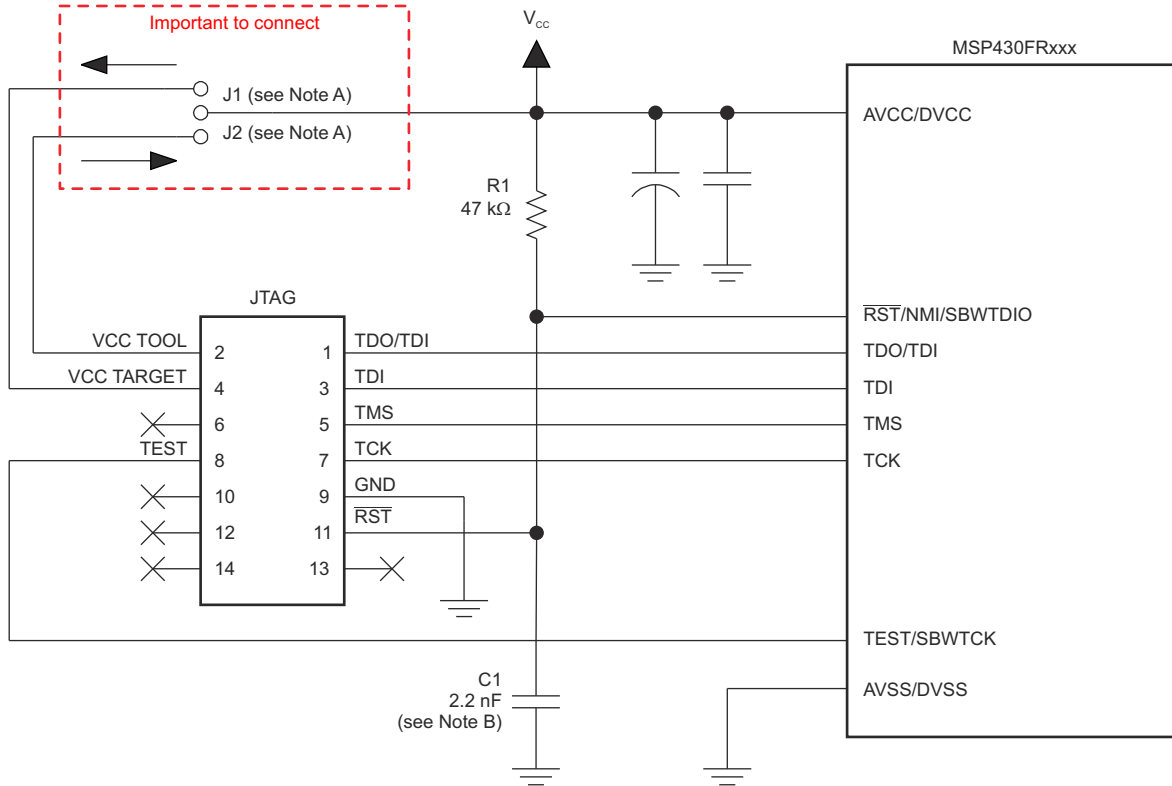 Important to connect
V_CC
MSP430FRxxx
J1 (see Note A)
J2 (see Note A)
AVCC/DVCC
R1
47 kΩ
JTAG
R̅S̅T̅/NMI/SBWTDIO
VCC TOOL
2
1
TDO/TDI
TDO/TDI
VCC TARGET
4
3
TDI
TDI
6
5
TMS
TMS
TEST
8
7
TCK
TCK
10
9
GND
12
11
R̅S̅T̅
14
13
TEST/SBWTCK
C1
2.2 nF
(see Note B)
AVSS/DVSS